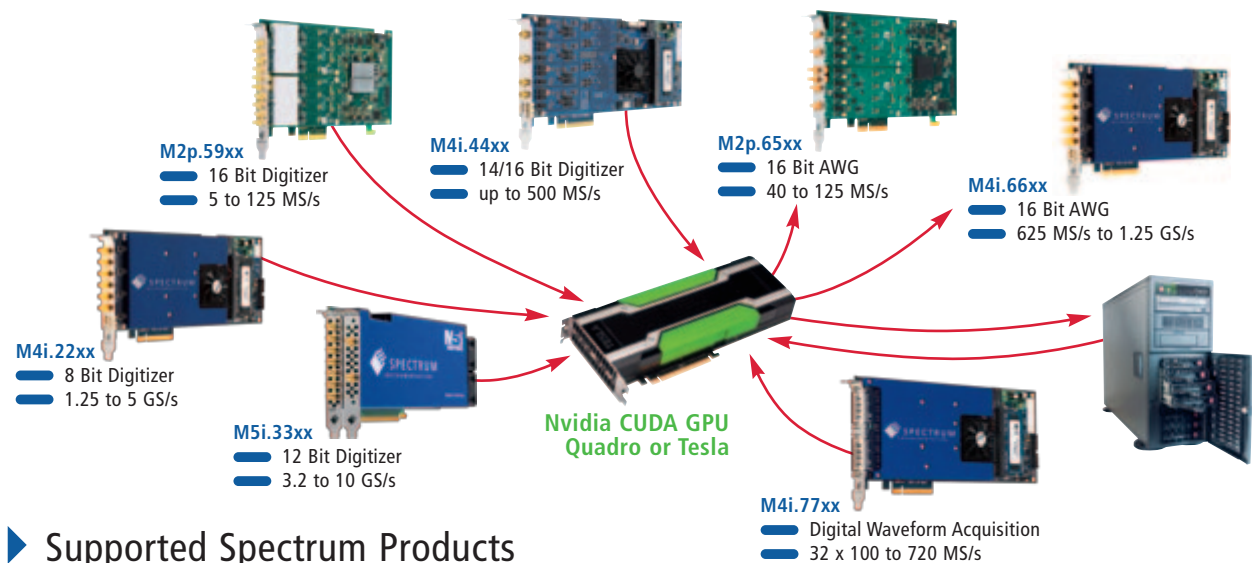 M2p.59xx
16 Bit Digitizer
5 to 125 MS/s
M4i.44xx
14/16 Bit Digitizer
up to 500 MS/s
M2p.65xx
16 Bit AWG
40 to 125 MS/s
M4i.66xx
16 Bit AWG
625 MS/s to 1.25 GS/s
SPECTRUM
SPECTRUM
M4i.22xx
8 Bit Digitizer
1.25 to 5 GS/s
SPECTRUM
M5i.33xx
12 Bit Digitizer
3.2 to 10 GS/s
Nvidia CUDA GPU
Quadro or Tesla
SPECTRUM
M4i.77xx
Digital Waveform Acquisition
32 x 100 to 720 MS/s
Supported Spectrum Products